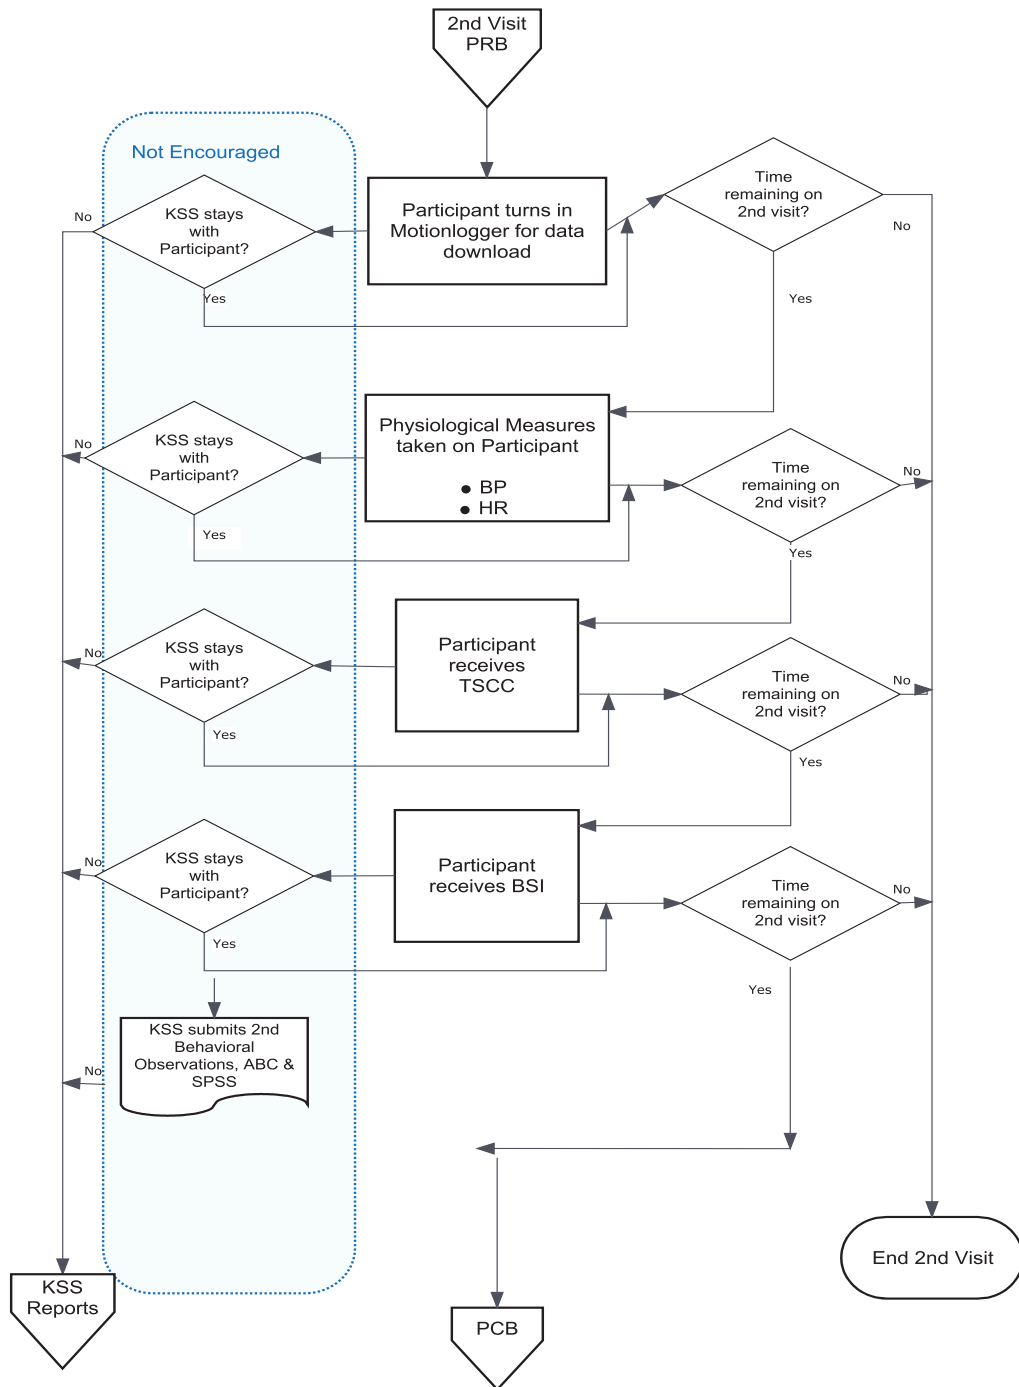 2nd Visit
PRB
Not Encouraged
No
KSS stays
with
Participant?
Yes
Participant turns in
Motionlogger for data
download
Time
remaining on
2nd visit?
No
Yes
No
KSS stays
with
Participant?
Yes
Physiological Measures
taken on Participant
● BP
● HR
Time
remaining on
2nd visit?
No
Yes
No
KSS stays
with
Participant?
Yes
Participant
receives
TSCC
Time
remaining on
2nd visit?
No
Yes
No
KSS stays
with
Participant?
Yes
Participant
receives BSI
Time
remaining on
2nd visit?
No
Yes
KSS submits 2nd
Behavioral
Observations, ABC &
SPSS
No
KSS
Reports
PCB
End 2nd Visit